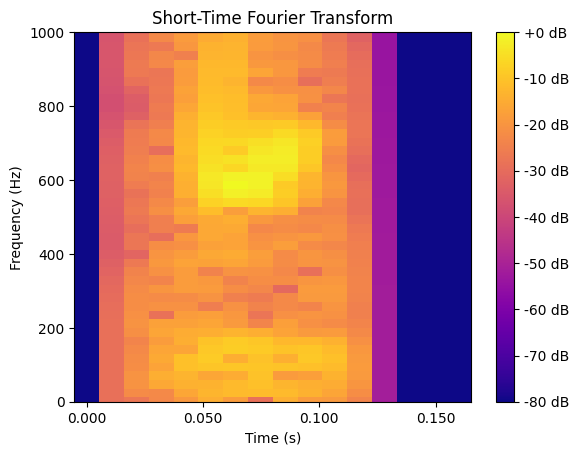 Short-Time Fourier Transform
1000
800
600
400
200
0
Frequency (Hz)
0.000
0.050
0.100
0.150
Time (s)
+0 dB
-10 dB
-20 dB
-30 dB
-40 dB
-50 dB
-60 dB
-70 dB
-80 dB